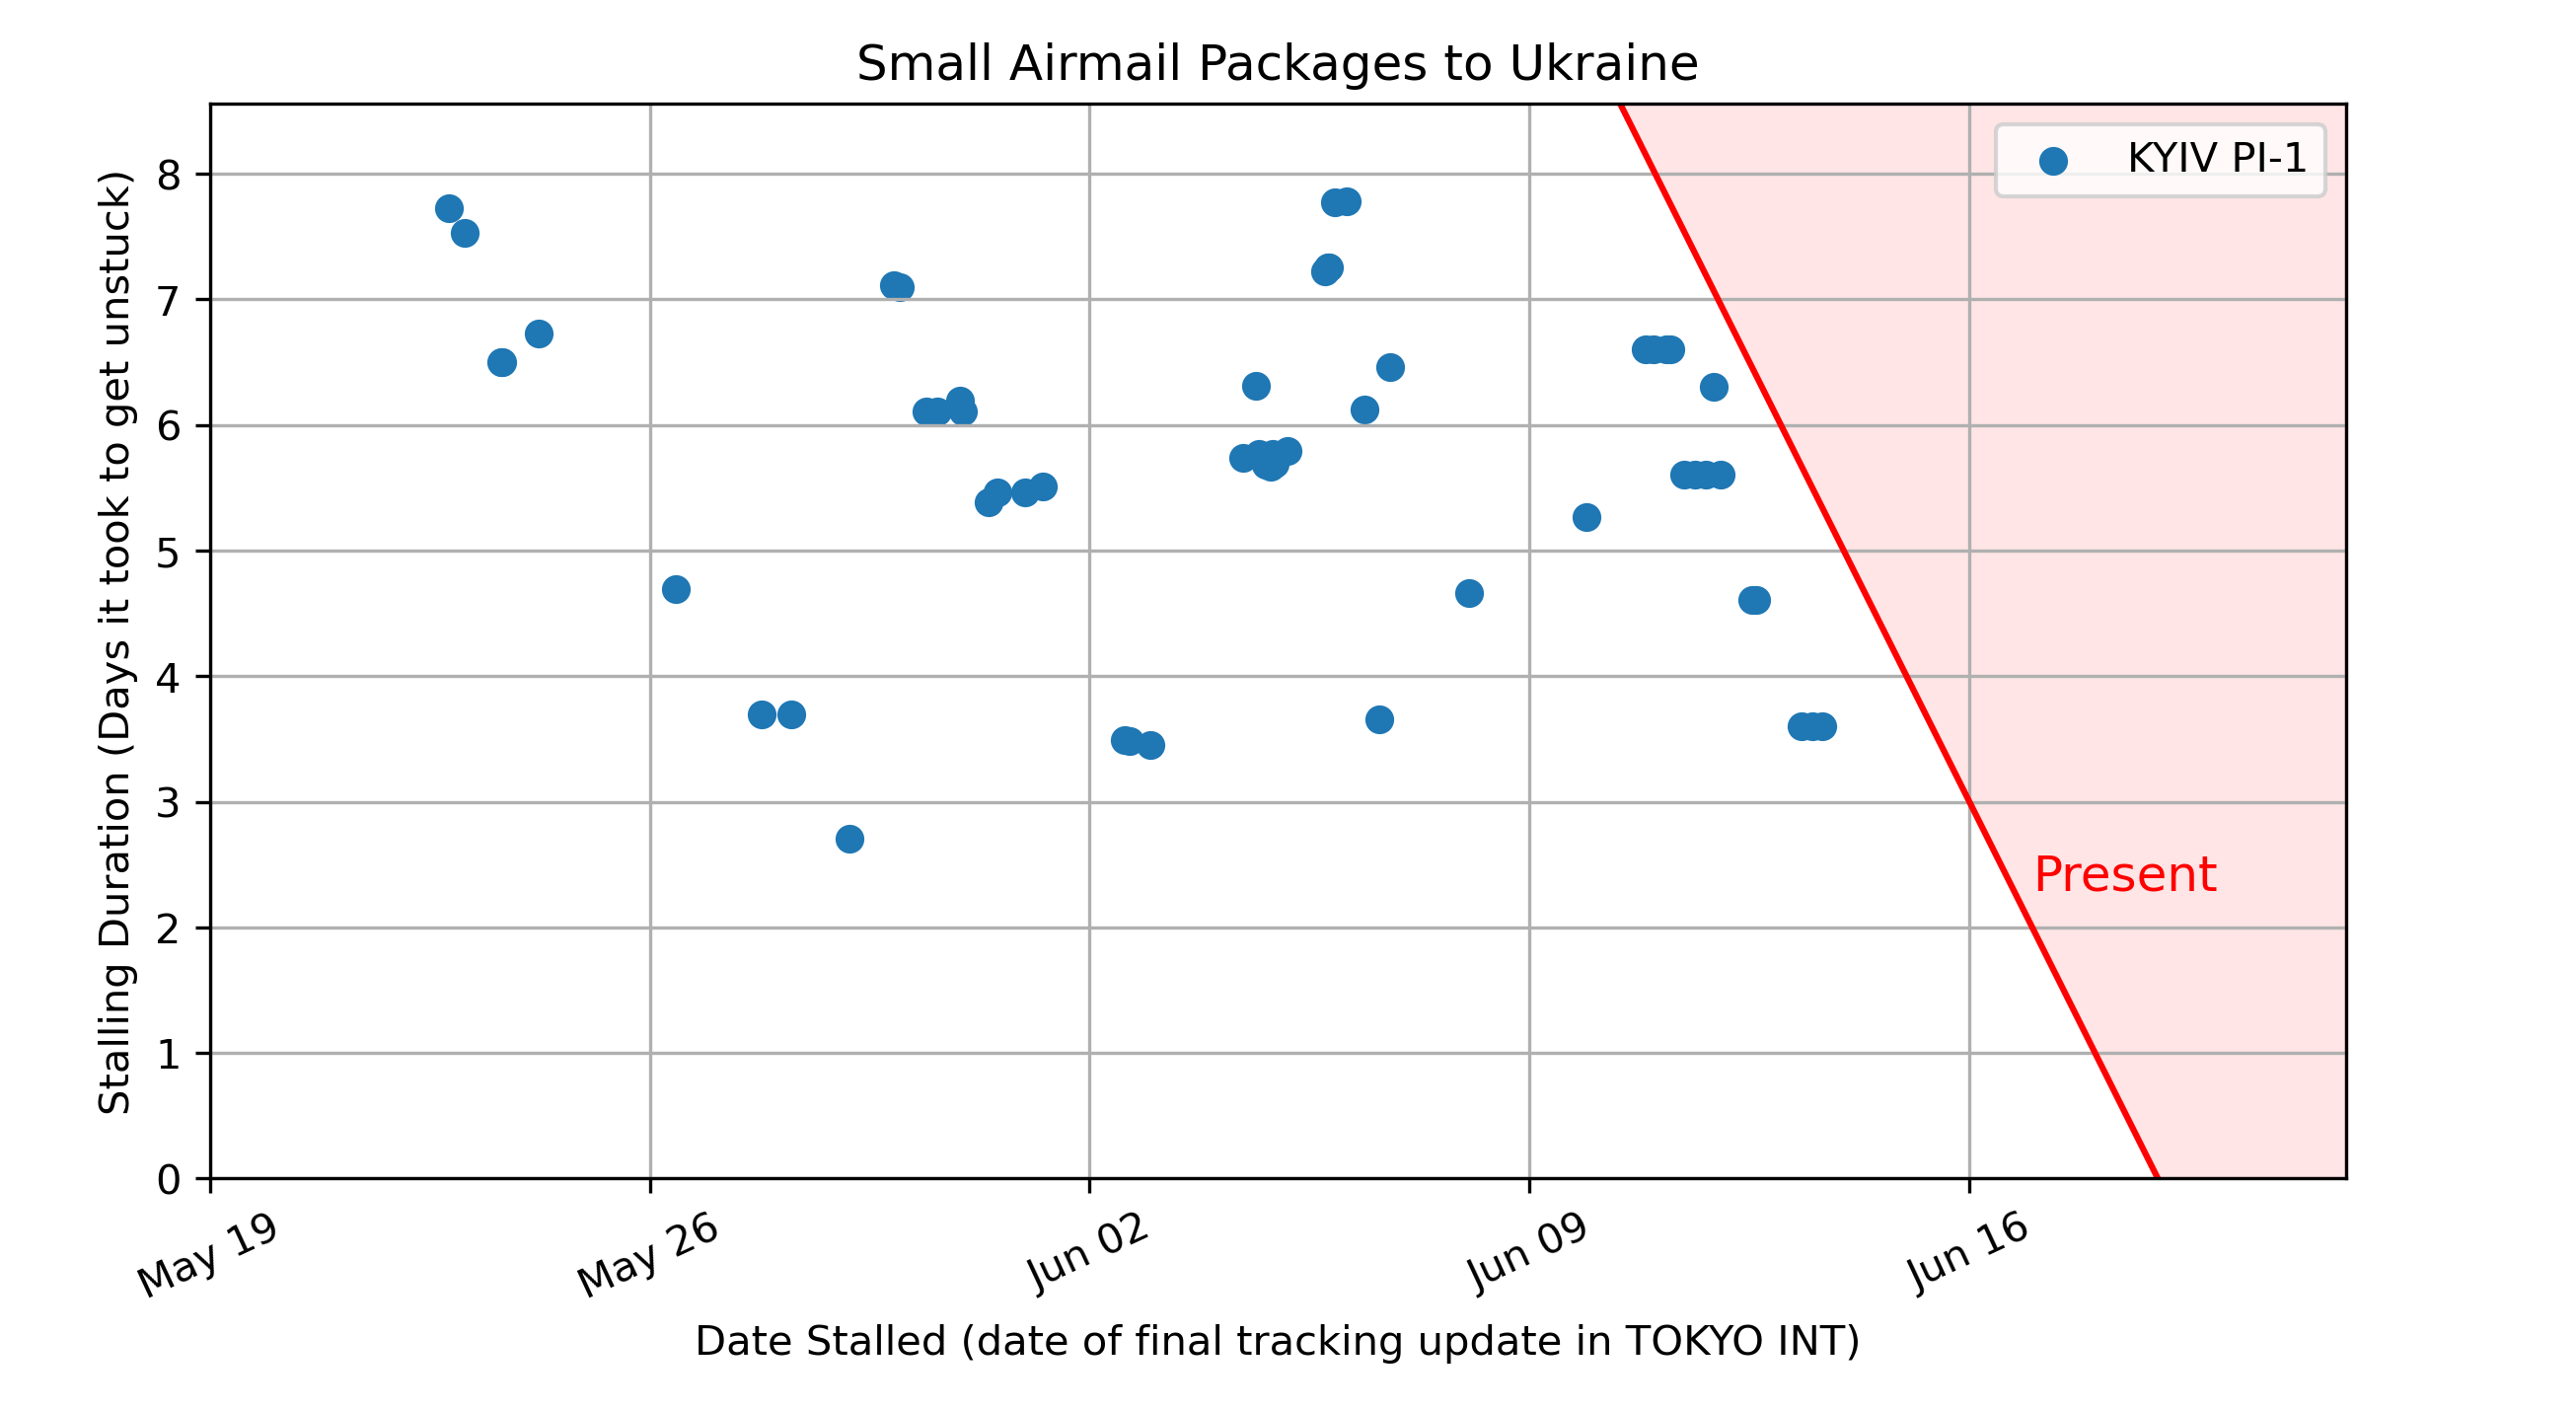 Small Airmail Packages to Ukraine
KYIV PI-1
Stalling Duration (Days it took to get unstuck)
8
7
6
5
4
3
2
1
0
Present
May 19
May 26
Jun 02
Jun 09
Jun 16
Date Stalled (date of final tracking update in TOKYO INT)